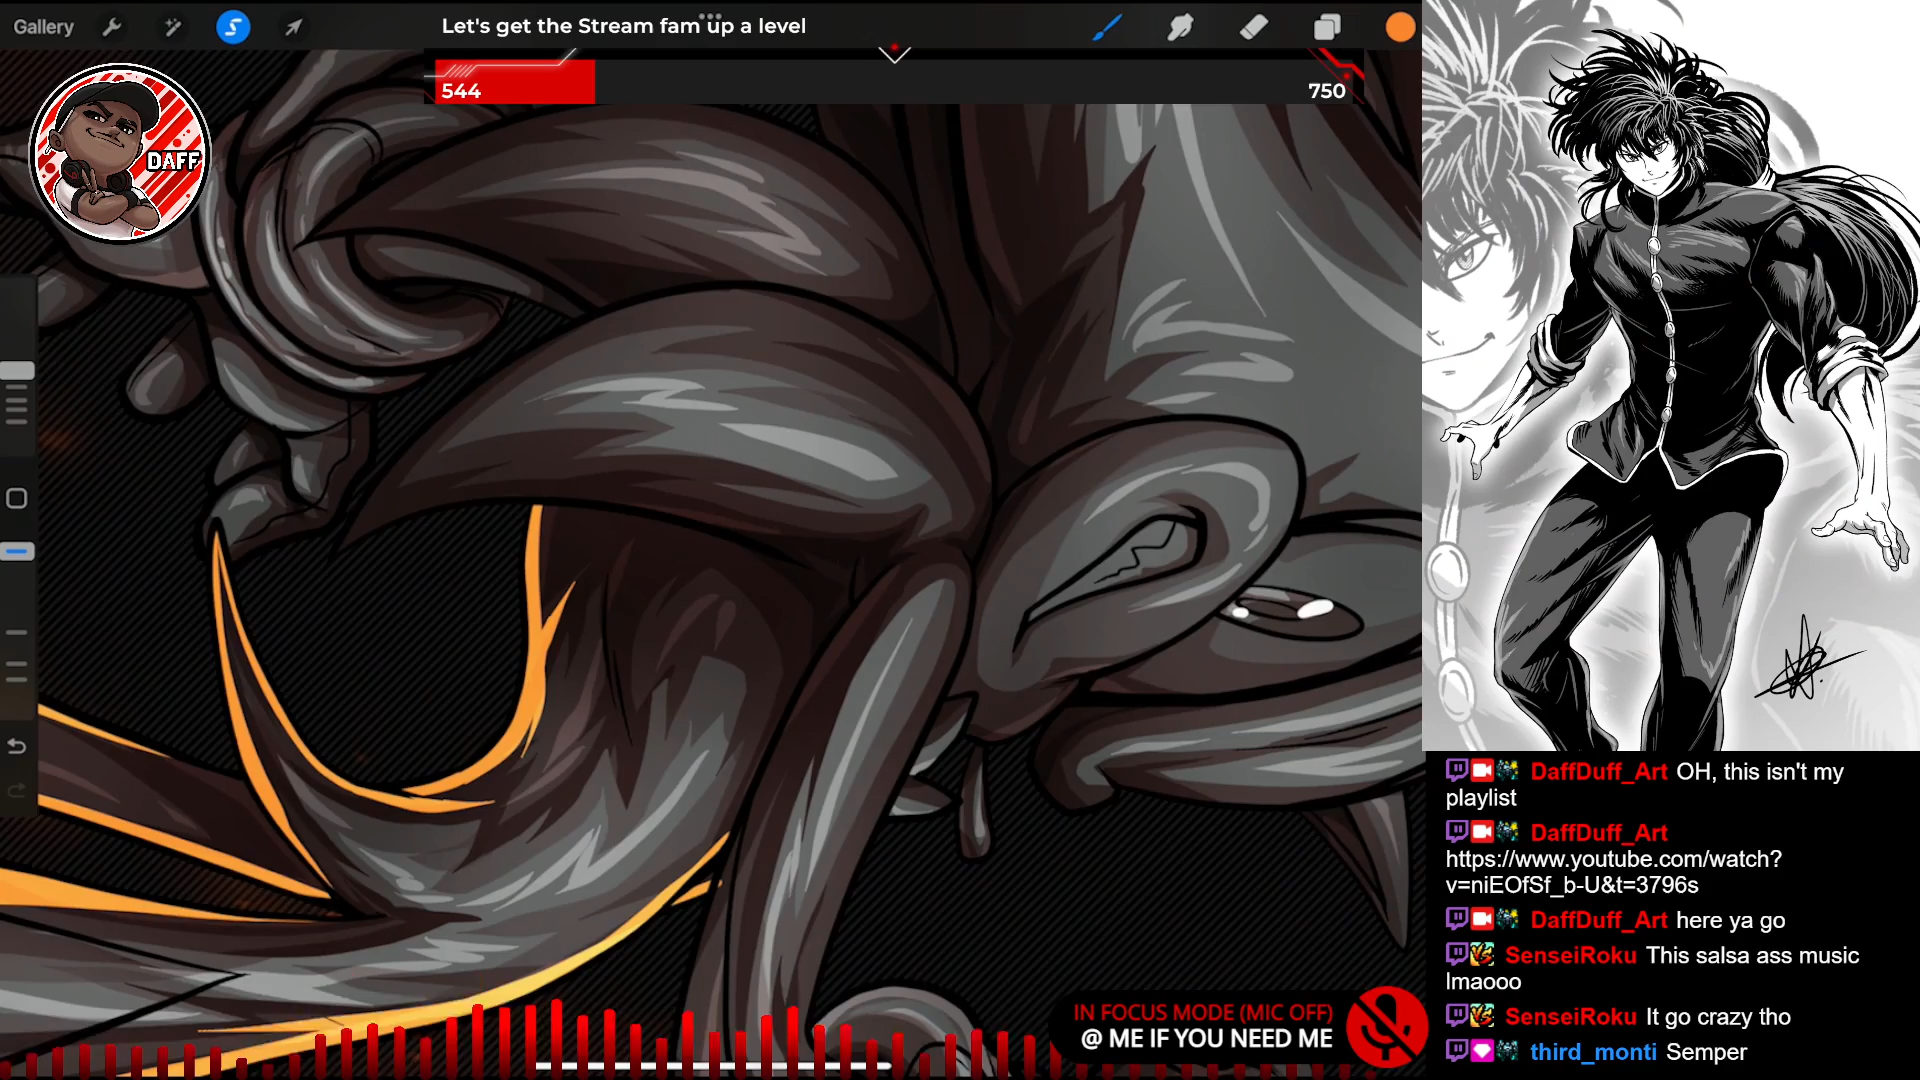 Gallery
Let's get the Stream fam up a level
544
750
DAFF
DaffDuff_Art OH, this isn't my
playlist
DaffDuff_Art
https://www.youtube.com/watch?
v=niEOfSf_b-U&t=3796s
DaffDuff_Art here ya go
SenseiRoku This salsa ass music
lmaooo
SenseiRoku It go crazy tho
third_monti Semper
IN FOCUS MODE (MIC OFF)
@ ME IF YOU NEED ME